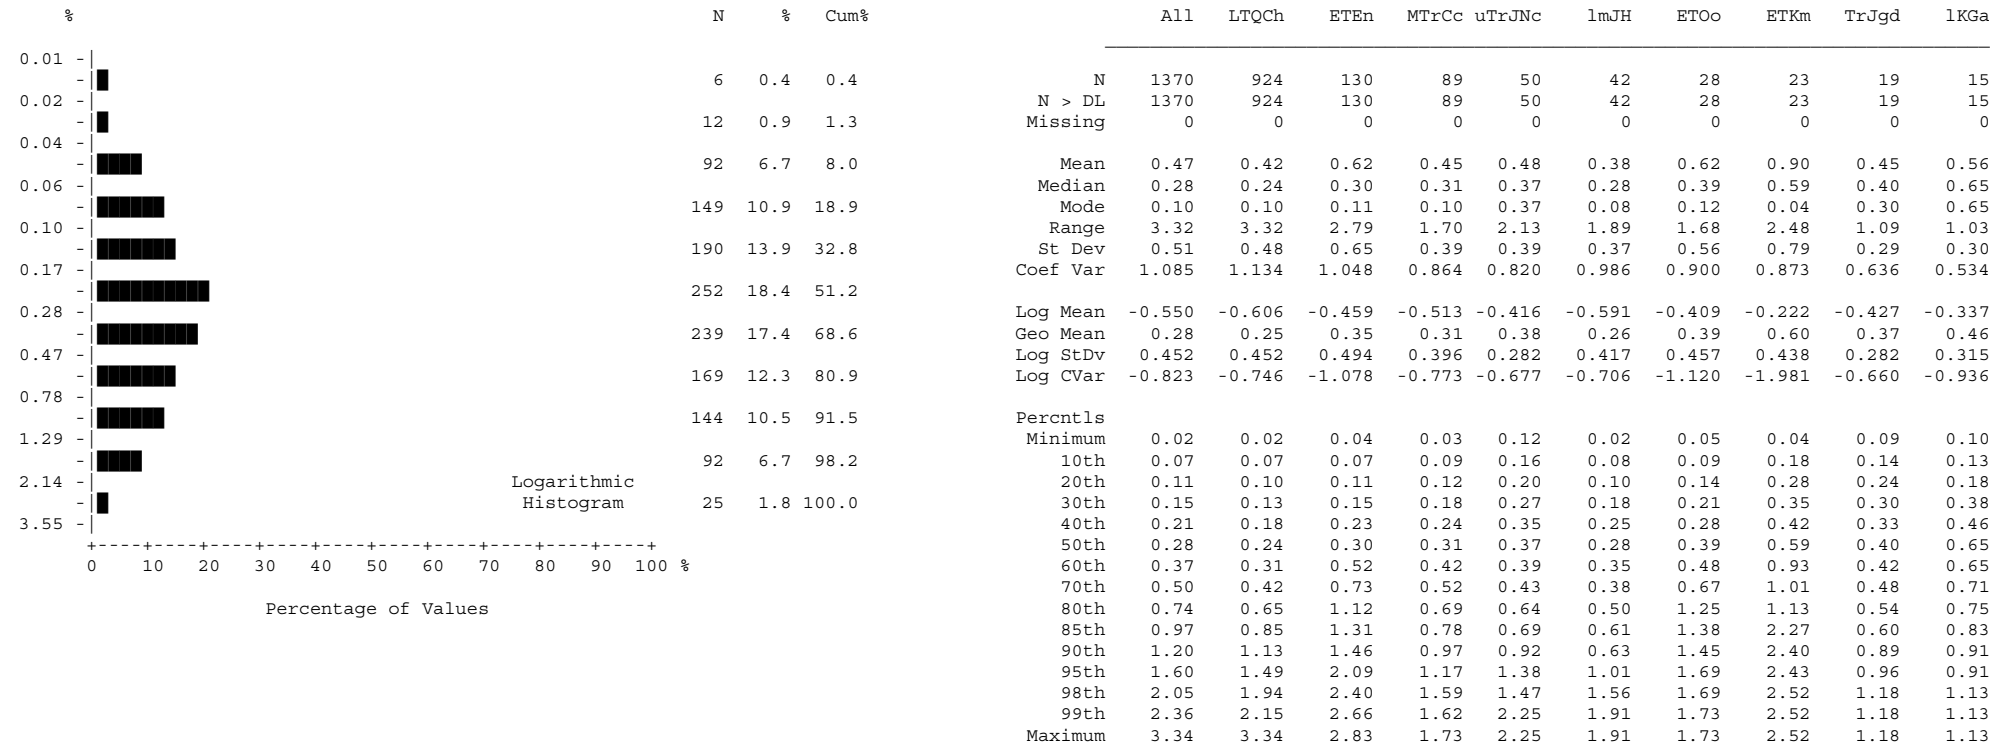 % N % Cum% All LTQCh ETEn MTrCc uTrJNc lmJH ETOo ETKm TrJgd lKGa
0.01 -|
-| 6 0.4 0.4 N 1370 924 130 89 50 42 28 23 19 15
0.02 -| N > DL 1370 924 130 89 50 42 28 23 19 15
-| 12 0.9 1.3 Missing 0 0 0 0 0 0 0 0 0 0
0.04 -|
-| 92 6.7 8.0 Mean 0.47 0.42 0.62 0.45 0.48 0.38 0.62 0.90 0.45 0.56
0.06 -| Median 0.28 0.24 0.30 0.31 0.37 0.28 0.39 0.59 0.40 0.65
-| 149 10.9 18.9 Mode 0.10 0.10 0.11 0.10 0.37 0.08 0.12 0.04 0.30 0.65
0.10 -| Range 3.32 3.32 2.79 1.70 2.13 1.89 1.68 2.48 1.09 1.03
-| 190 13.9 32.8 St Dev 0.51 0.48 0.65 0.39 0.39 0.37 0.56 0.79 0.29 0.30
0.17 -| Coef Var 1.085 1.134 1.048 0.864 0.820 0.986 0.900 0.873 0.636 0.534
-| 252 18.4 51.2
0.28 -| Log Mean -0.550 -0.606 -0.459 -0.513 -0.416 -0.591 -0.409 -0.222 -0.427 -0.337
-| 239 17.4 68.6 Geo Mean 0.28 0.25 0.35 0.31 0.38 0.26 0.39 0.60 0.37 0.46
0.47 -| Log StDv 0.452 0.452 0.494 0.396 0.282 0.417 0.457 0.438 0.282 0.315
-| 169 12.3 80.9 Log CVar -0.823 -0.746 -1.078 -0.773 -0.677 -0.706 -1.120 -1.981 -0.660 -0.936
0.78 -|
-| 144 10.5 91.5 Percntls
1.29 -| Minimum 0.02 0.02 0.04 0.03 0.12 0.02 0.05 0.04 0.09 0.10
-| 92 6.7 98.2 10th 0.07 0.07 0.07 0.09 0.16 0.08 0.09 0.18 0.14 0.13
2.14 -| Logarithmic 20th 0.11 0.10 0.11 0.12 0.20 0.10 0.14 0.28 0.24 0.18
-| Histogram 25 1.8 100.0 30th 0.15 0.13 0.15 0.18 0.27 0.18 0.21 0.35 0.30 0.38
3.55 -| 40th 0.21 0.18 0.23 0.24 0.35 0.25 0.28 0.42 0.33 0.46
+----+----+----+----+----+----+----+----+----+----+ 50th 0.28 0.24 0.30 0.31 0.37 0.28 0.39 0.59 0.40 0.65
0 10 20 30 40 50 60 70 80 90 100 % 60th 0.37 0.31 0.52 0.42 0.39 0.35 0.48 0.93 0.42 0.65
70th 0.50 0.42 0.73 0.52 0.43 0.38 0.67 1.01 0.48 0.71
Percentage of Values 80th 0.74 0.65 1.12 0.69 0.64 0.50 1.25 1.13 0.54 0.75
85th 0.97 0.85 1.31 0.78 0.69 0.61 1.38 2.27 0.60 0.83
90th 1.20 1.13 1.46 0.97 0.92 0.63 1.45 2.40 0.89 0.91
95th 1.60 1.49 2.09 1.17 1.38 1.01 1.69 2.43 0.96 0.91
98th 2.05 1.94 2.40 1.59 1.47 1.56 1.69 2.52 1.18 1.13
99th 2.36 2.15 2.66 1.62 2.25 1.91 1.73 2.52 1.18 1.13
Maximum 3.34 3.34 2.83 1.73 2.25 1.91 1.73 2.52 1.18 1.13